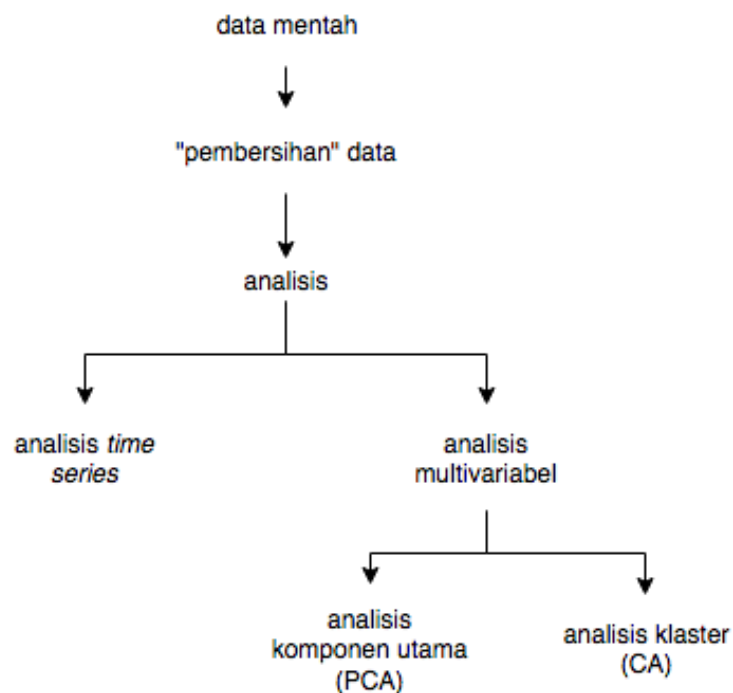 data mentah
"pembersihan" data
analisis
analisis time
series
analisis
multivariabel
analisis
komponen utama
(PCA)
analisis klaster
(CA)